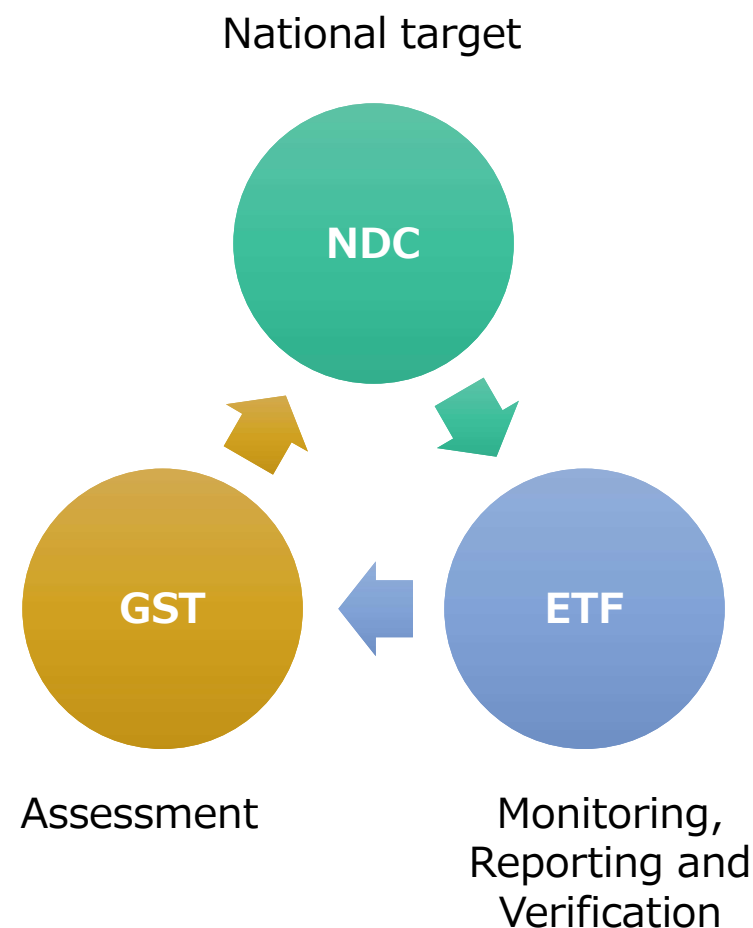 National target
NDC
GST
ETF
Assessment
Monitoring,
Reporting and
Verification